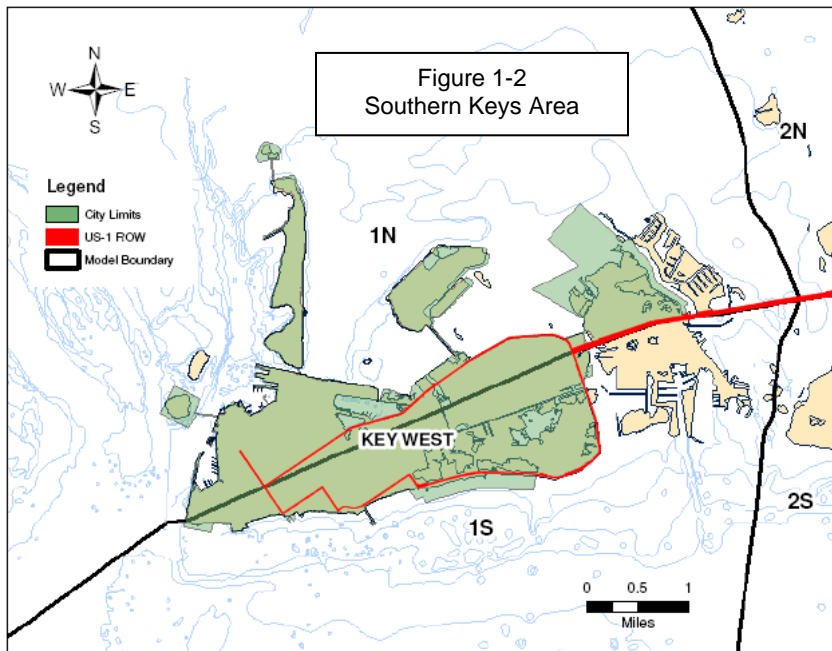 Figure 1-2
Southern Keys Area
N
W E
S
2N
Legend
City Limits
US-1 ROW
Model Boundary
1N
KEY WEST
1S
2S
0 0.5 1
Miles